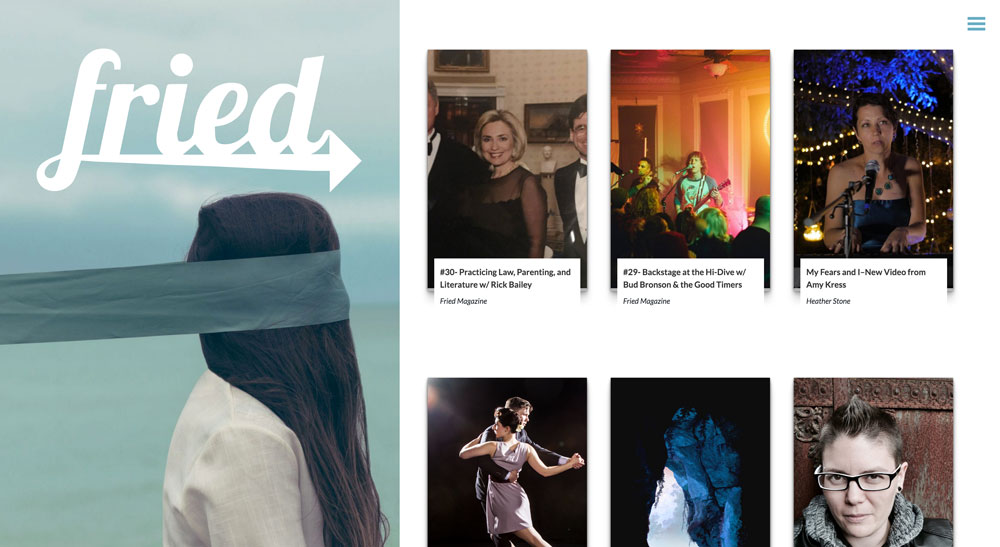 fried
#30- Practicing Law, Parenting, and
Literature w/ Rick Bailey
Fried Magazine
#29- Backstage at the Hi-Dive w/
Bud Bronson & the Good Timers
Fried Magazine
My Fears and I–New Video from
Amy Kress
Heather Stone